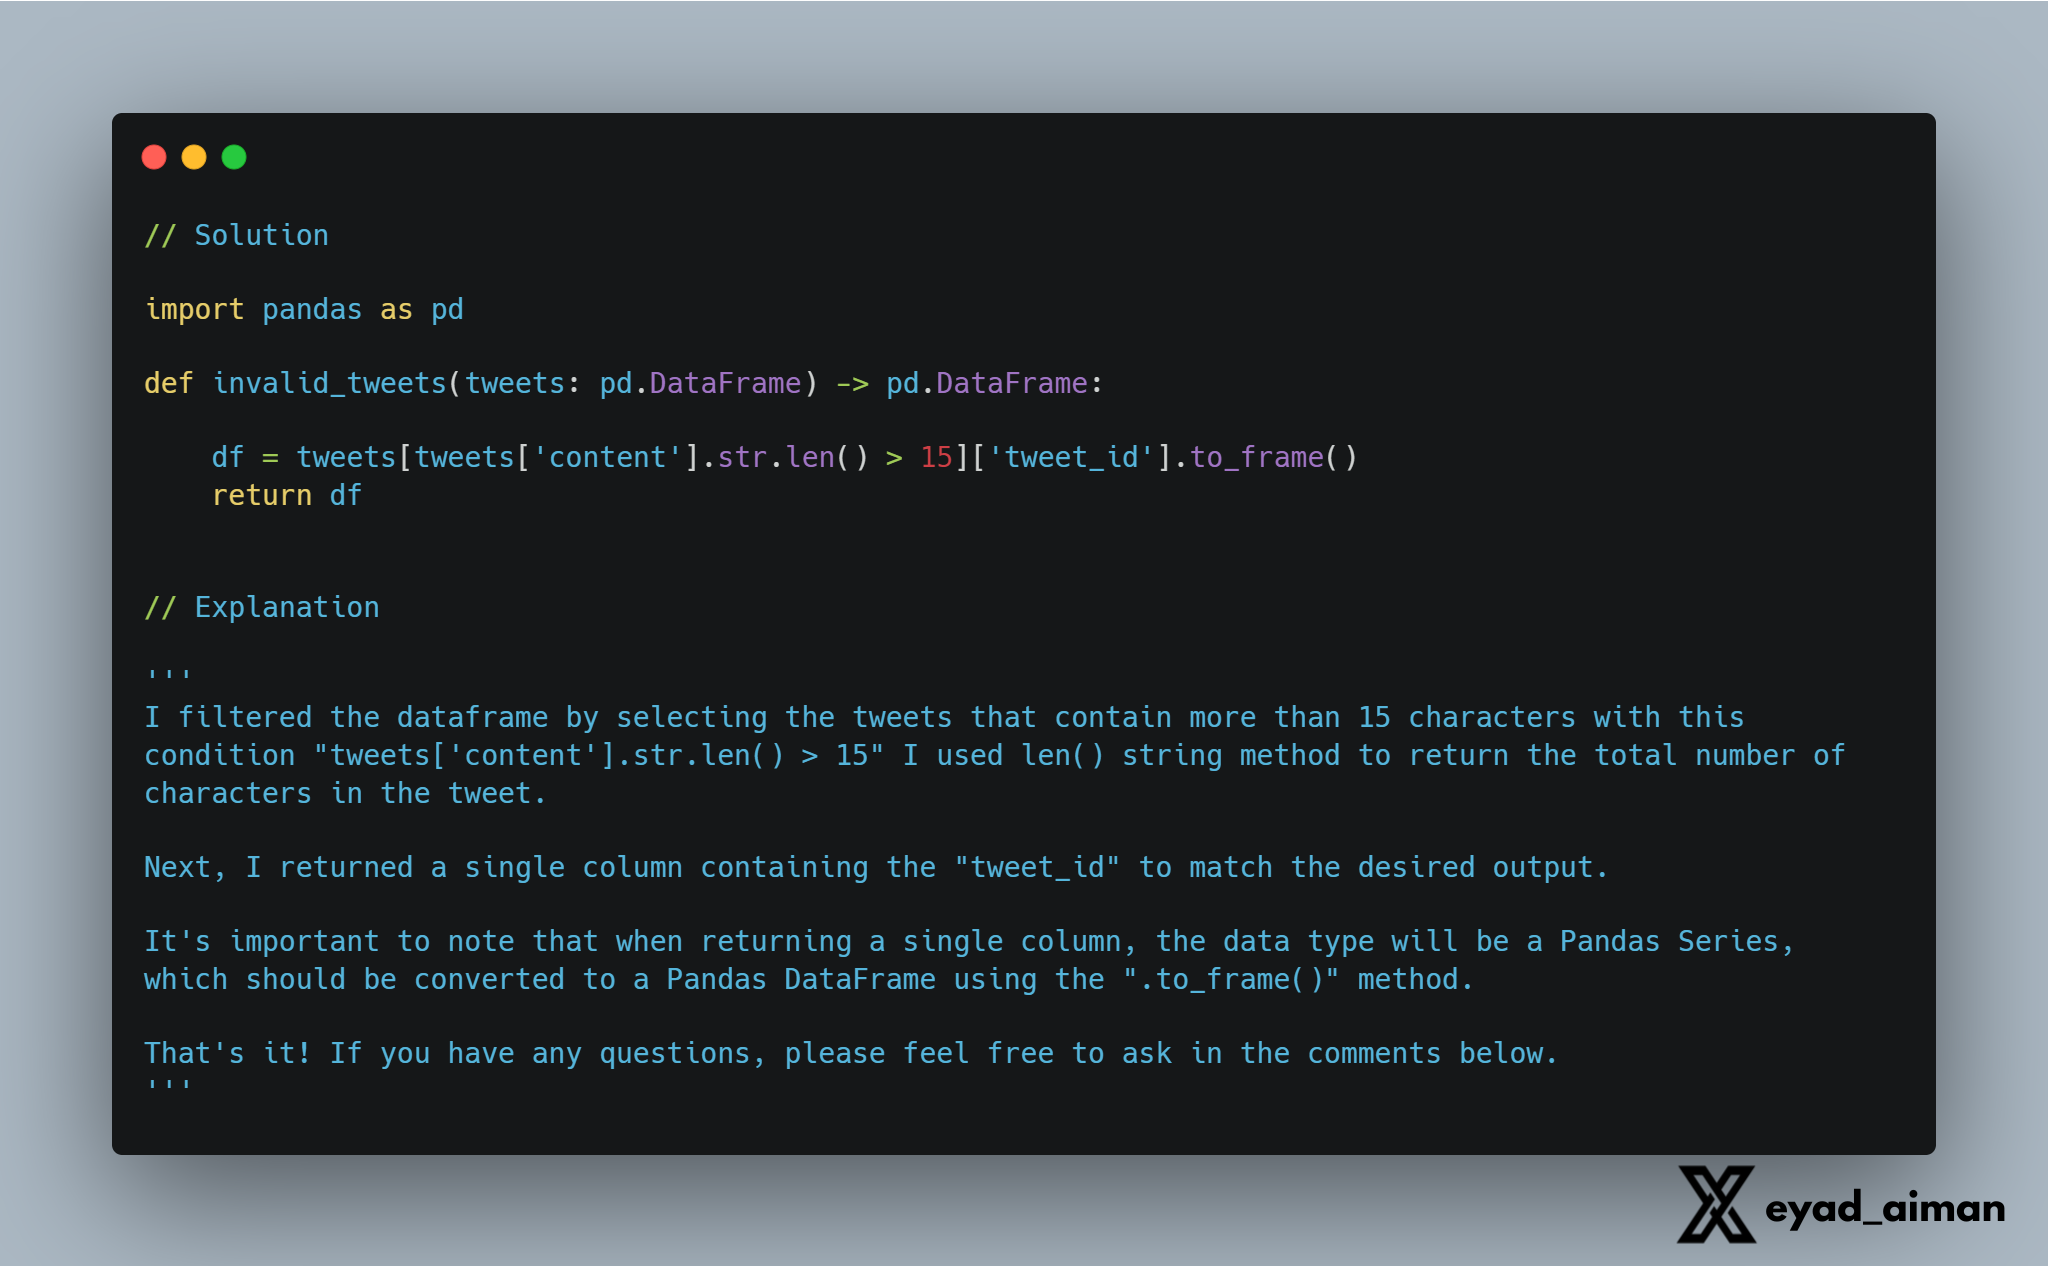 // Solution
import pandas as pd
def invalid_tweets(tweets: pd.DataFrame) -> pd.DataFrame:
    df = tweets[tweets['content'].str.len() > 15]['tweet_id'].to_frame()
    return df
// Explanation
'''
I filtered the dataframe by selecting the tweets that contain more than 15 characters with this
condition "tweets['content'].str.len() > 15" I used len() string method to return the total number of
characters in the tweet.
Next, I returned a single column containing the "tweet_id" to match the desired output.
It's important to note that when returning a single column, the data type will be a Pandas Series,
which should be converted to a Pandas DataFrame using the ".to_frame()" method.
That's it! If you have any questions, please feel free to ask in the comments below.
'''
X eyad_aiman